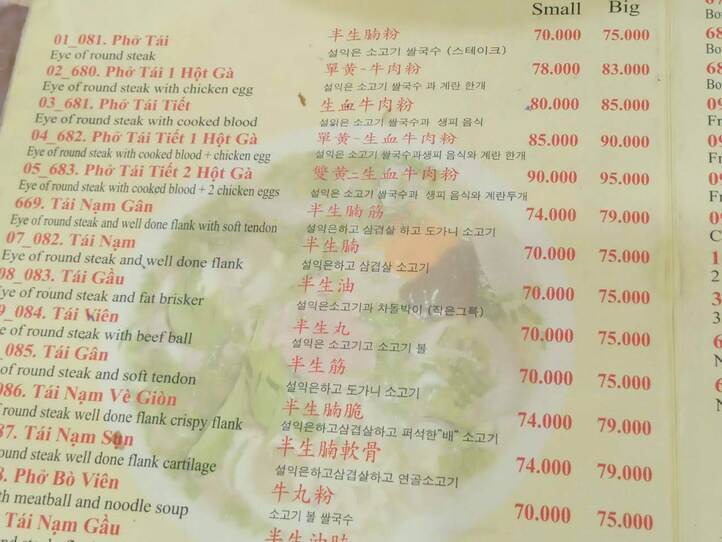 Small Big
01_081. Phở Tái 半生腩粉 70.000 75.000
Eye of round steak 설익은 소고기 쌀국수 (스테이크)
02_680. Phở Tái 1 Hột Gà 單黃-牛肉粉 78.000 83.000
Eye of round steak with chicken egg 설익은 소고기 쌀국수 과 계란 한개
03_681. Phở Tái Tiết 生血牛肉粉 80.000 85.000
Eye of round steak with cooked blood 설읽은 소고기 쌀국수과 생피 음식
04_682. Phở Tái Tiết 1 Hột Gà 單黃-生血牛肉粉 85.000 90.000
Eye of round steak with cooked blood + chicken egg 설익은 소고기 쌀국수과생피 음식와 계란 한개
05_683. Phở Tái Tiết 2 Hột Gà 雙黃二生血牛肉粉 90.000 95.000
Eye of round steak with cooked blood + 2 chicken eggs 설익은 소고기 쌀국수과 생피 음식와 계란두개
669. Tái Nạm Gân 半生腩筋 74.000 79.000
Eye of round steak and well done flank with soft tendon 설익은하고 삼겹살 하고 도가니 소고기
07_082. Tái Nạm 半生腩 70.000 75.000
Eye of round steak and well done flank 설익은하고 삼겹살 소고기
08_083. Tái Gầu 半生油 70.000 75.000
Eye of round steak and fat brisker 설익은 소고기과 차돌박이 (작은그륵)
_084. Tái Viên 半生丸 70.000 75.000
of round steak with beef ball 설익은 소고기고 소고기 볼
085. Tái Gân 半生筋 70.000 75.000
of round steak and soft tendon 설익은하고 도가니 소고기
086. Tái Nạm Vè Giòn 半生腩脆 74.000 79.000
round steak well done flank crispy flank 설익은하고삼겹살하고 퍼석한"배" 소고기
87. Tái Nạm Sụn 半生腩軟骨 74.000 79.000
round steak well done flank cartilage 설익은하고삼겹살하고 연골소고기
. Phở Bò Viên 牛丸粉 70.000 75.000
meatball and noodle soup 소고기 볼 쌀국수
Tái Nạm Gầu